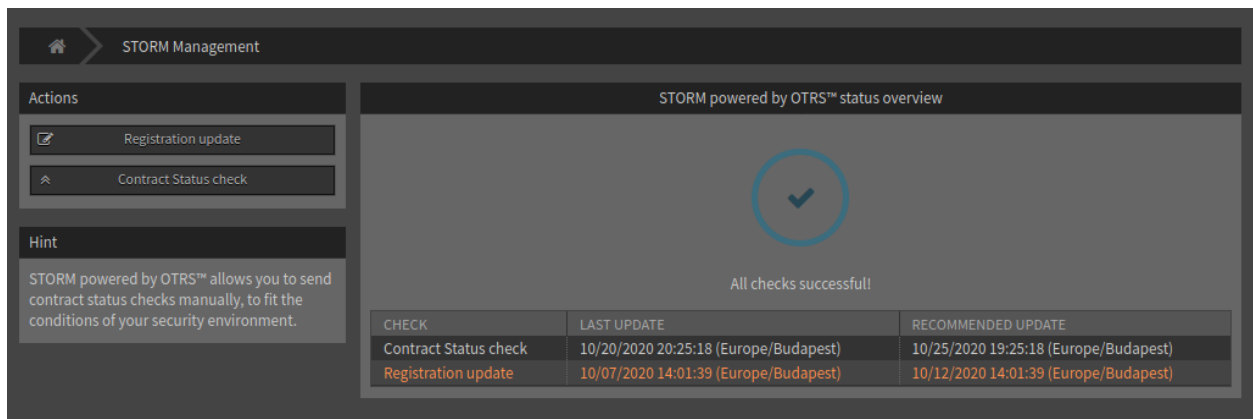 STORM Management
Actions
Registration update
Contract Status check
Hint
STORM powered by OTRS™ allows you to send
contract status checks manually, to fit the
conditions of your security environment.
STORM powered by OTRS™ status overview
All checks successful!
CHECK LAST UPDATE RECOMMENDED UPDATE
Contract Status check 10/20/2020 20:25:18 (Europe/Budapest) 10/25/2020 19:25:18 (Europe/Budapest)
Registration update 10/07/2020 14:01:39 (Europe/Budapest) 10/12/2020 14:01:39 (Europe/Budapest)